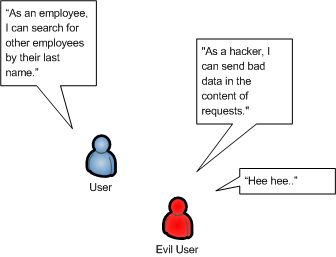 “As an employee,
I can search for
other employees
by their last
name.”
"As a hacker, I
can send bad
data in the
content of
requests."
User
“Hee hee..”
Evil User